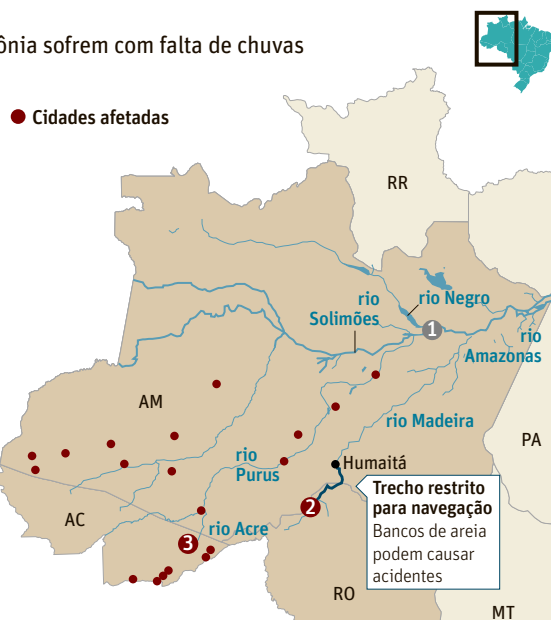 ônia sofrem com falta de chuvas
Cidades afetadas
RR
rio Negro
rio
Solimões
1
rio
Amazonas
AM
rio Madeira
PA
rio
Purus
Humaitá
Trecho restrito
para navegação
Bancos de areia
podem causar
acidentes
2
AC
rio Acre
3
RO
MT